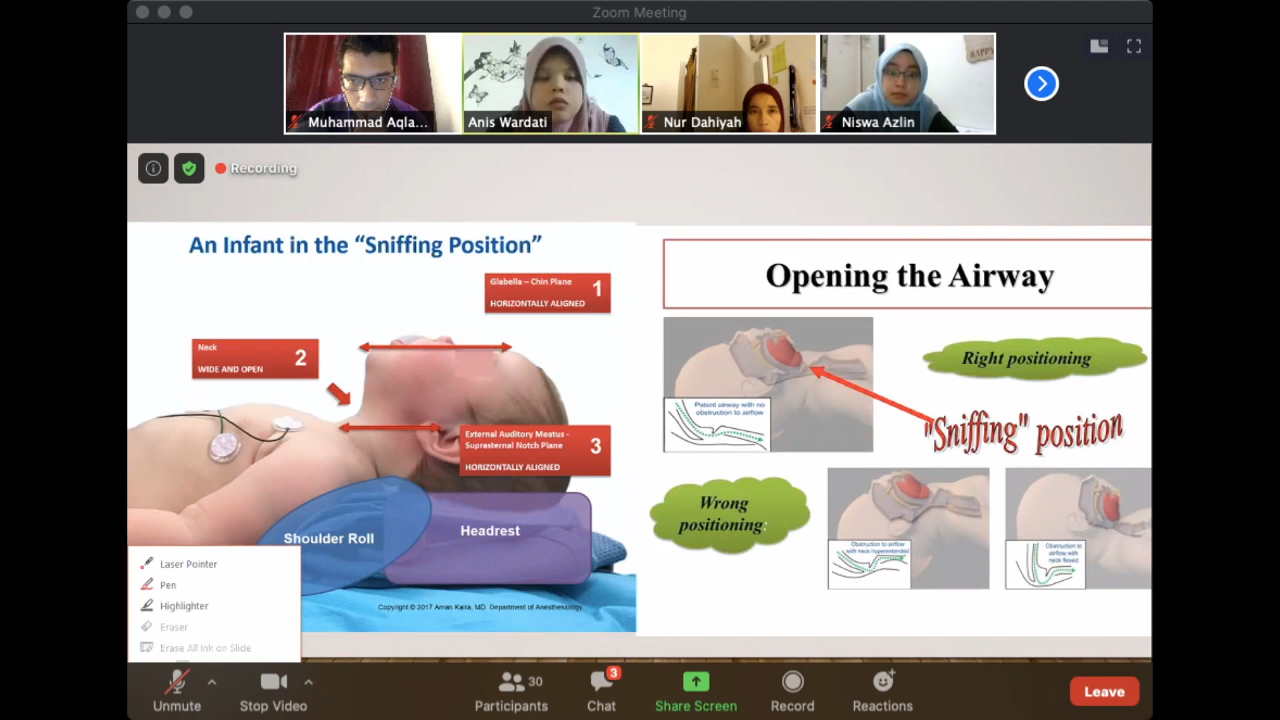 Zoom Meeting
Muhammad Aqla...
Anis Wardati
Nur Dahiyah
Niswa Azlin
HAPPY
Recording
An Infant in the “Sniffing Position”
Glabella – Chin Plane
1
HORIZONTALLY ALIGNED
Neck
2
WIDE AND OPEN
External Auditory Meatus -
Suprasternal Notch Plane
3
HORIZONTALLY ALIGNED
Shoulder Roll
Headrest
Copyright © 2017 Arman Kalra, MD. Department of Anesthesiology
Opening the Airway
Right positioning
Patent airway with no
obstruction to airflow
"Sniffing" position
Wrong
positioning:
Obstruction to airflow
with neck hyperextended
Obstruction to
airflow with
neck flexed
Laser Pointer
Pen
Highlighter
Eraser
Erase All Ink on Slide
Unmute
Stop Video
30
Participants
3
Chat
Share Screen
Record
Reactions
Leave